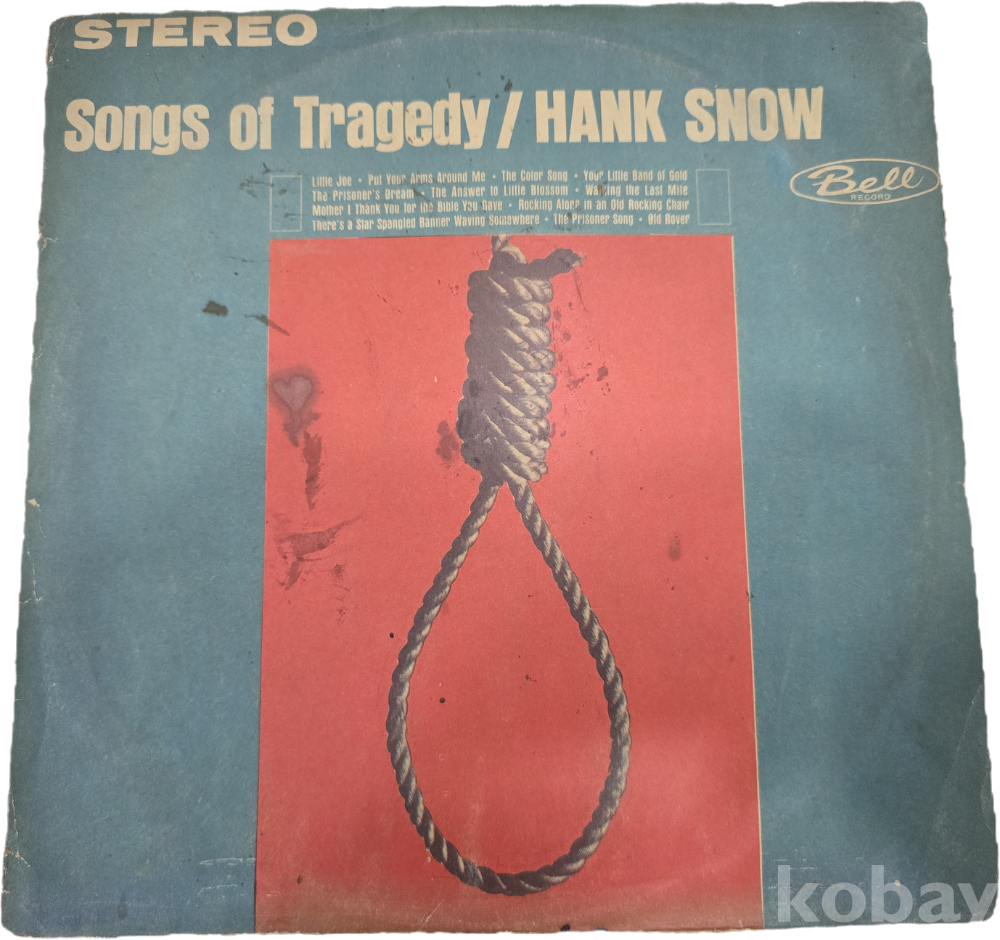 STEREO
Songs of Tragedy / HANK SNOW
Little Joe • Put Your Arms Around Me • The Color Song • Your Little Band of Gold
The Prisoner's Dream • The Answer to Little Blossom • Walking the Last Mile
Mother I Thank You for the Bible You Gave • Rocking Alone in an Old Rocking Chair
There's a Star Spangled Banner Waving Somewhere • The Prisoner Song • Old Rover
Bell
RECORD
kobay